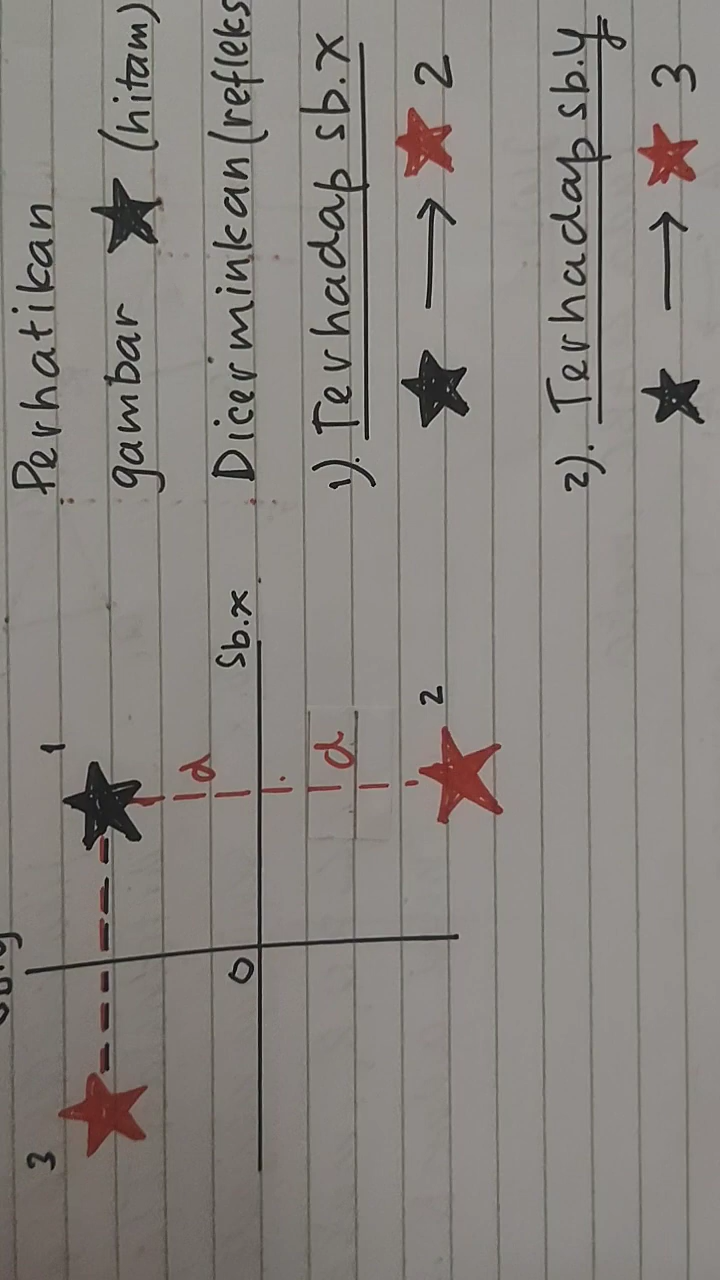 Perhatikan
gambar ★ (hitam)
Dicerminkan (refleks
1). Terhadap sb.x
★ → ★ 2
2). Terhadap sb.y
★ → ★ 3
3
1
d
Sb.x
0
d
2